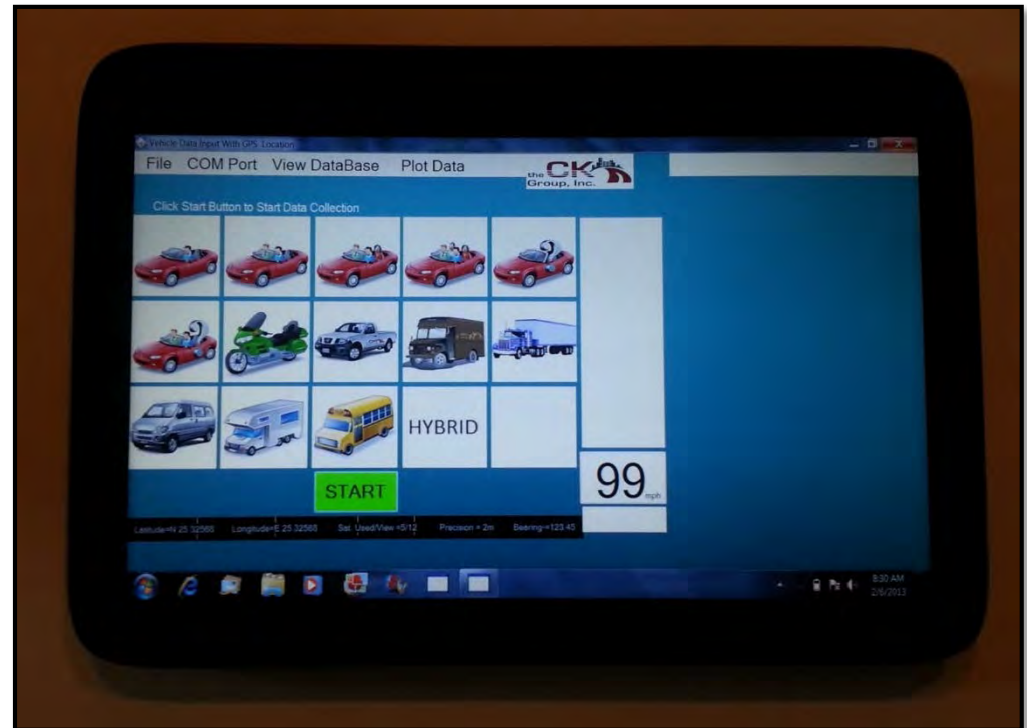 Vehicle Data Input With GPS Location
File COM Port View DataBase Plot Data
the CK
Group, Inc.
Click Start Button to Start Data Collection
HYBRID
START
99 mph
Latitude=N 25.32568 Longitude=E 25.32568 Sat. Used/View =5/12 Precision = 2m Bearing=123.45
8:30 AM
2/6/2013